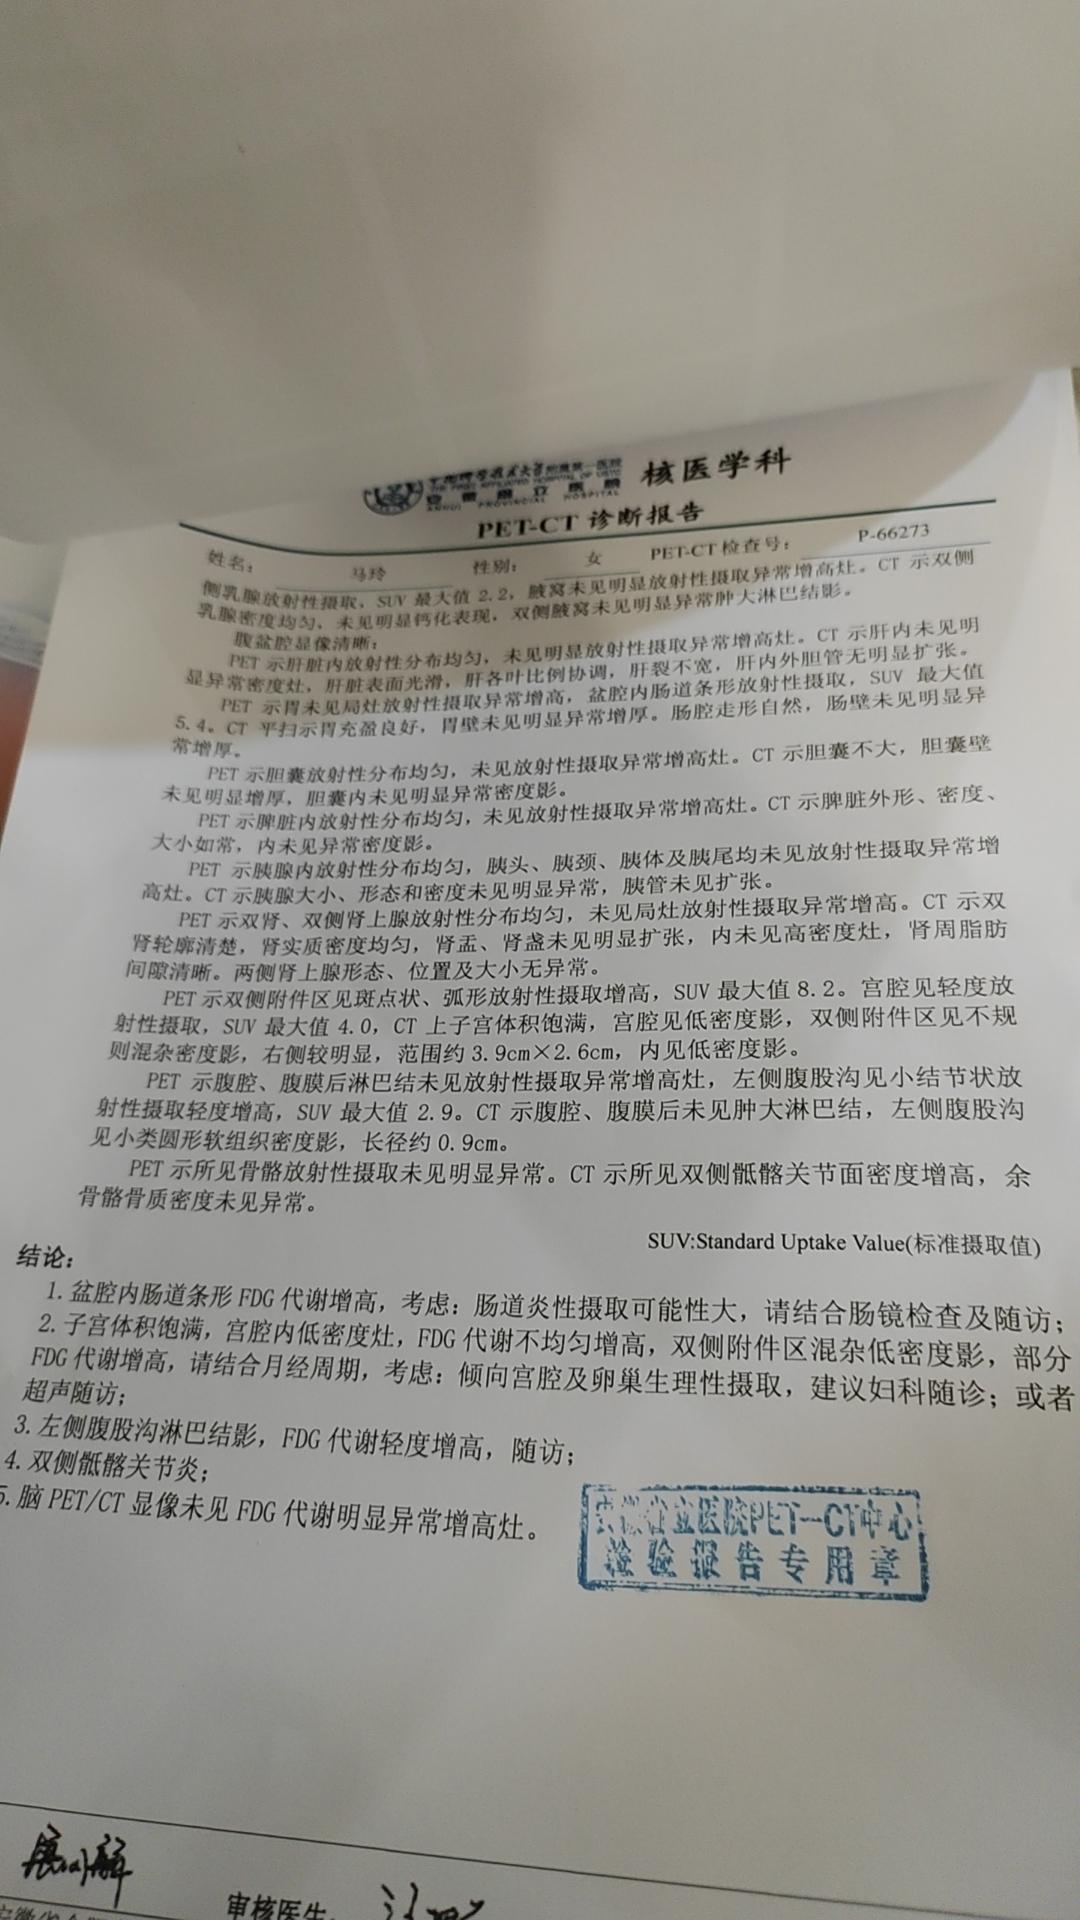 中国科学技术大学附属第一医院
THE FIRST AFFILIATED HOSPITAL OF USTC
安徽省立医院
ANHUI PROVINCIAL HOSPITAL
核医学科
PET-CT 诊断报告
姓名： 马玲 性别： 女 PET-CT 检查号： P-66273
侧乳腺放射性摄取，SUV 最大值 2.2，腋窝未见明显放射性摄取异常增高灶。CT 示双侧
乳腺密度均匀，未见明显钙化表现，双侧腋窝未见明显异常肿大淋巴结影。
腹盆腔显像清晰：
PET 示肝脏内放射性分布均匀，未见明显放射性摄取异常增高灶。CT 示肝内未见明
显异常密度灶，肝脏表面光滑，肝各叶比例协调，肝裂不宽，肝内外胆管无明显扩张。
PET 示胃未见局灶放射性摄取异常增高，盆腔内肠道条形放射性摄取，SUV 最大值
5.4。CT 平扫示胃充盈良好，胃壁未见明显异常增厚。肠腔走形自然，肠壁未见明显异
常增厚。
PET 示胆囊放射性分布均匀，未见放射性摄取异常增高灶。CT 示胆囊不大，胆囊壁
未见明显增厚，胆囊内未见明显异常密度影。
PET 示脾脏内放射性分布均匀，未见放射性摄取异常增高灶。CT 示脾脏外形、密度、
大小如常，内未见异常密度影。
PET 示胰腺内放射性分布均匀，胰头、胰颈、胰体及胰尾均未见放射性摄取异常增
高灶。CT 示胰腺大小、形态和密度未见明显异常，胰管未见扩张。
PET 示双肾、双侧肾上腺放射性分布均匀，未见局灶放射性摄取异常增高。CT 示双
肾轮廓清楚，肾实质密度均匀，肾盂、肾盏未见明显扩张，内未见高密度灶，肾周脂肪
间隙清晰。两侧肾上腺形态、位置及大小无异常。
PET 示双侧附件区见斑点状、弧形放射性摄取增高，SUV 最大值 8.2。宫腔见轻度放
射性摄取，SUV 最大值 4.0，CT 上子宫体积饱满，宫腔见低密度影，双侧附件区见不规
则混杂密度影，右侧较明显，范围约 3.9cm×2.6cm，内见低密度影。
PET 示腹腔、腹膜后淋巴结未见放射性摄取异常增高灶，左侧腹股沟见小结节状放
射性摄取轻度增高，SUV 最大值 2.9。CT 示腹腔、腹膜后未见肿大淋巴结，左侧腹股沟
见小类圆形软组织密度影，长径约 0.9cm。
PET 示所见骨骼放射性摄取未见明显异常。CT 示所见双侧骶髂关节面密度增高，余
骨骼骨质密度未见异常。
SUV:Standard Uptake Value(标准摄取值)
结论：
1.盆腔内肠道条形 FDG 代谢增高，考虑：肠道炎性摄取可能性大，请结合肠镜检查及随访；
2.子宫体积饱满，宫腔内低密度灶，FDG 代谢不均匀增高，双侧附件区混杂低密度影，部分
FDG 代谢增高，请结合月经周期，考虑：倾向宫腔及卵巢生理性摄取，建议妇科随诊；或者
超声随访；
3.左侧腹股沟淋巴结影，FDG 代谢轻度增高，随访；
4.双侧骶髂关节炎；
5.脑 PET/CT 显像未见 FDG 代谢明显异常增高灶。
安徽省立医院PET-CT中心
检验报告专用章
审核医生